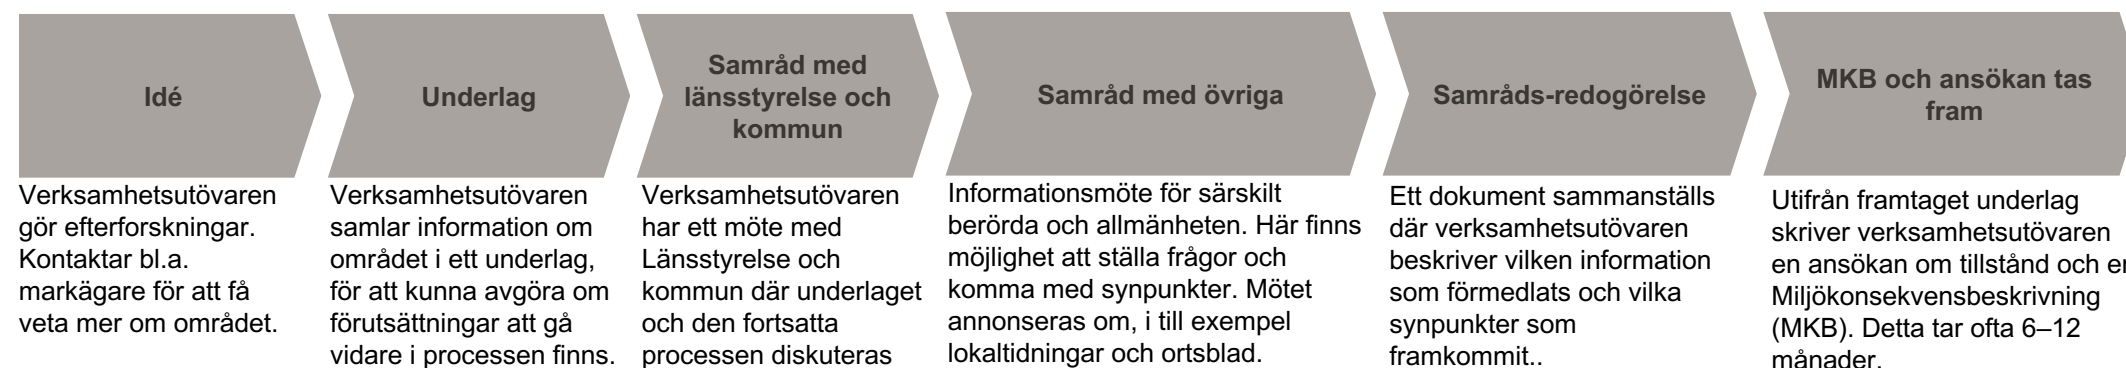 Idé
Verksamhetsutövaren
gör efterforskningar.
Kontaktar bl.a.
markägare för att få
veta mer om området.
Underlag
Verksamhetsutövaren
samlar information om
området i ett underlag,
för att kunna avgöra om
förutsättningar att gå
vidare i processen finns.
Samråd med
länsstyrelse och
kommun
Verksamhetsutövaren
har ett möte med
Länsstyrelse och
kommun där underlaget
och den fortsatta
processen diskuteras
Samråd med övriga
Informationsmöte för särskilt
berörda och allmänheten. Här finns
möjlighet att ställa frågor och
komma med synpunkter. Mötet
annonseras om, i till exempel
lokaltidningar och ortsblad.
Samråds-redogörelse
Ett dokument sammanställs
där verksamhetsutövaren
beskriver vilken information
som förmedlats och vilka
synpunkter som
framkommit..
MKB och ansökan tas
fram
Utifrån framtaget underlag
skriver verksamhetsutövaren
en ansökan om tillstånd och
Miljökonsekvensbeskrivning
(MKB). Detta tar ofta 6–12
månader.